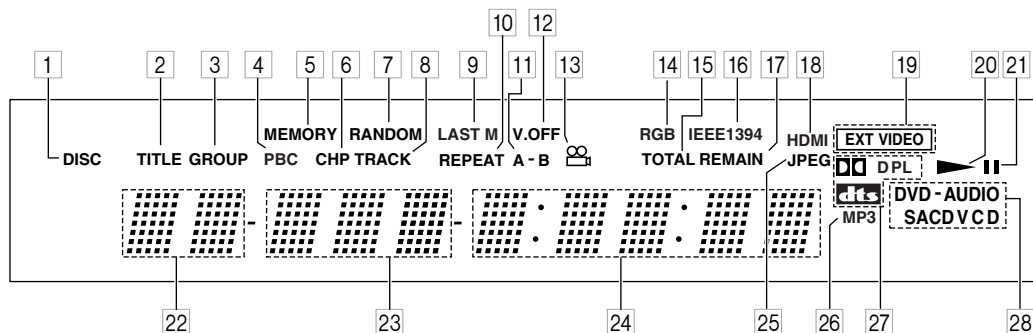 10 12
1 2 3 4 5 6 7 8 9 11 13 14 15 16 17 18 19 20 21
MEMORY RANDOM LAST M V.OFF RGB IEEE1394 HDMI EXT VIDEO
DISC TITLE GROUP PBC CHP TRACK REPEAT A - B TOTAL REMAIN JPEG DPL
dts DVD - AUDIO
MP3 SACD V C D
22 23 24 25 26 27 28